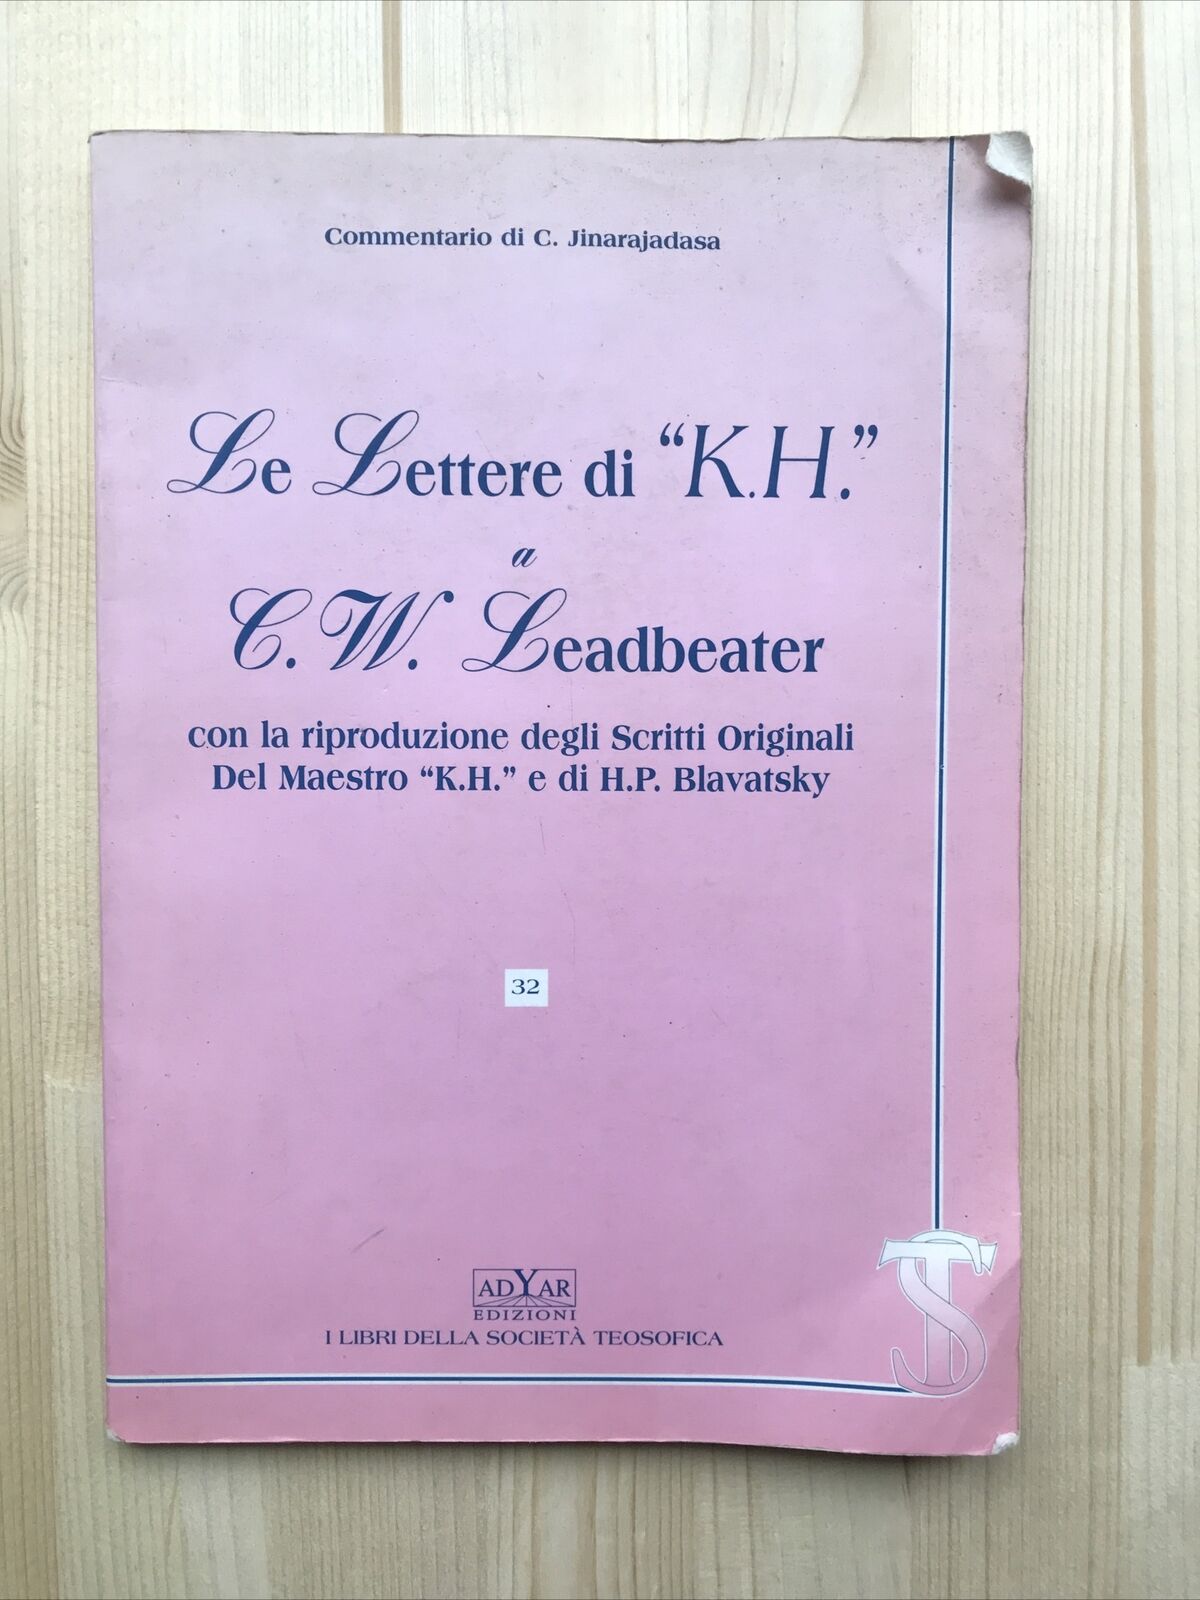 Commentario di C. Jinarajadasa
Le Lettere di “K.H.”
a
C.W. Leadbeater
con la riproduzione degli Scritti Originali
Del Maestro “K.H.” e di H.P. Blavatsky
32
ADYAR
EDIZIONI
I LIBRI DELLA SOCIETÀ TEOSOFICA
TS